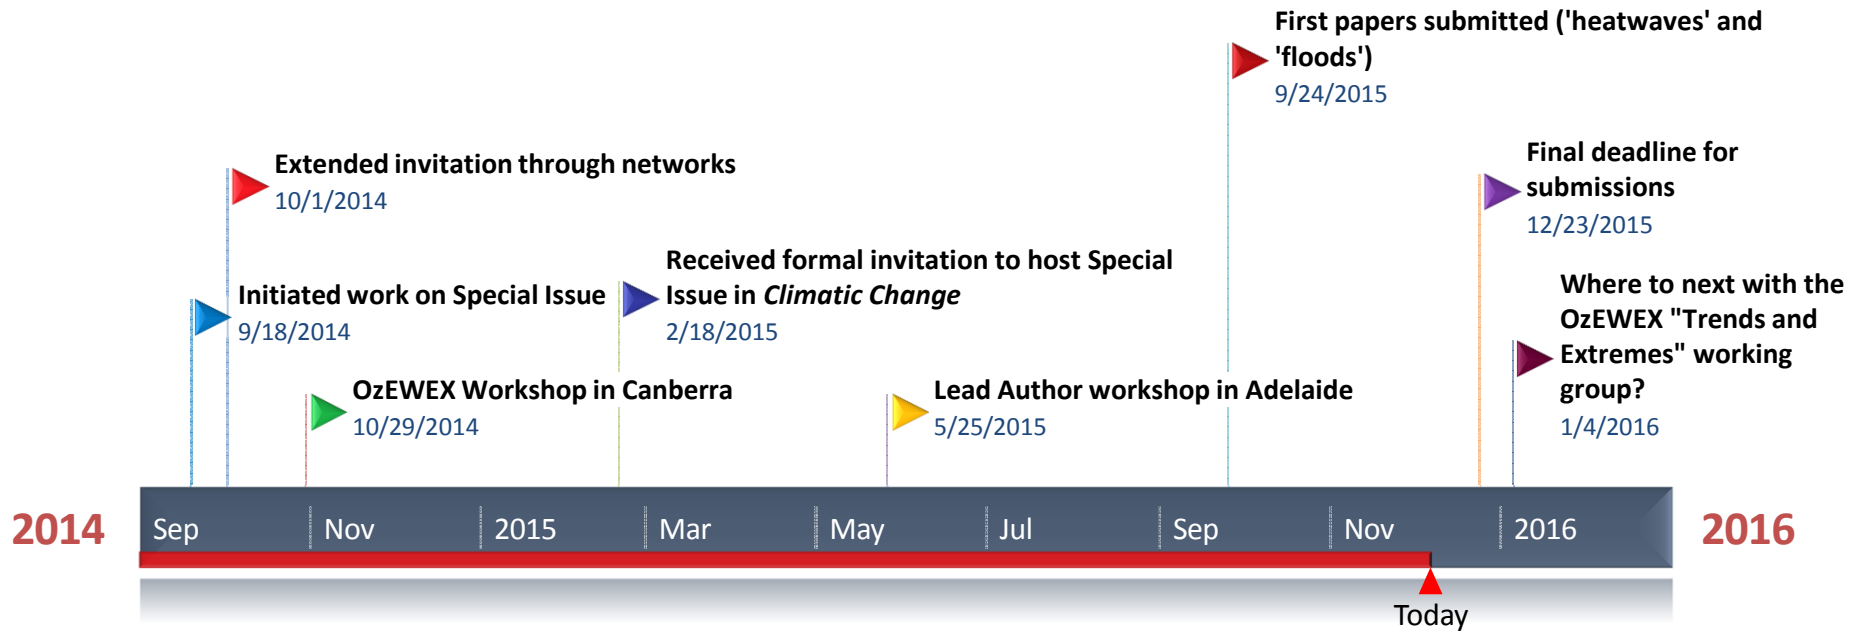 First papers submitted ('heatwaves' and
'floods')
9/24/2015
Extended invitation through networks
10/1/2014
Final deadline for
submissions
12/23/2015
Initiated work on Special Issue
9/18/2014
Received formal invitation to host Special
Issue in Climatic Change
2/18/2015
Where to next with the
OzEWEX "Trends and
Extremes" working
group?
1/4/2016
OzEWEX Workshop in Canberra
10/29/2014
Lead Author workshop in Adelaide
5/25/2015
2014
Sep
Nov
2015
Mar
May
Jul
Sep
Nov
2016
2016
Today